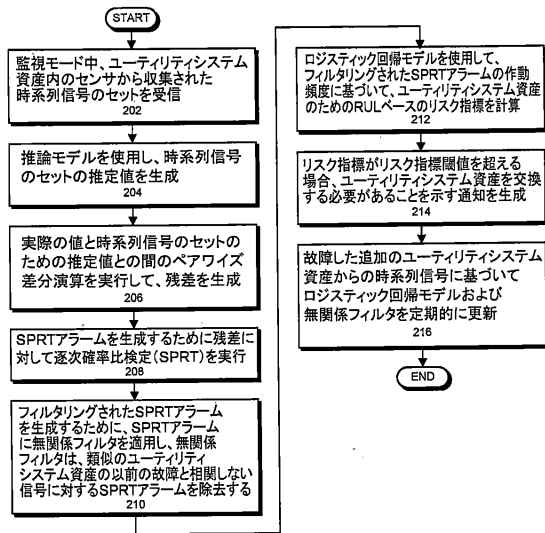 START
監視モード中、ユーティリティシステム
資産内のセンサから収集された
時系列信号のセットを受信
202
推論モデルを使用し、時系列信号
のセットの推定値を生成
204
実際の値と時系列信号のセットの
ための推定値との間のペアワイズ
差分演算を実行して、残差を生成
206
SPRTアラームを生成するために残差に
対して逐次確率比検定(SPRT)を実行
208
フィルタリングされたSPRTアラーム
を生成するために、SPRTアラーム
に無関係フィルタを適用し、無関係
フィルタは、類似のユーティリティ
システム資産の以前の故障と相関しない
信号に対するSPRTアラームを除去する
210
ロジスティック回帰モデルを使用して、
フィルタリングされたSPRTアラームの作動
頻度に基づいて、ユーティリティシステム資産
のためのRULベースのリスク指標を計算
212
リスク指標がリスク指標閾値を超える
場合、ユーティリティシステム資産を交換
する必要があることを示す通知を生成
214
故障した追加のユーティリティシステム
資産からの時系列信号に基づいて
ロジスティック回帰モデルおよび
無関係フィルタを定期的に更新
216
END